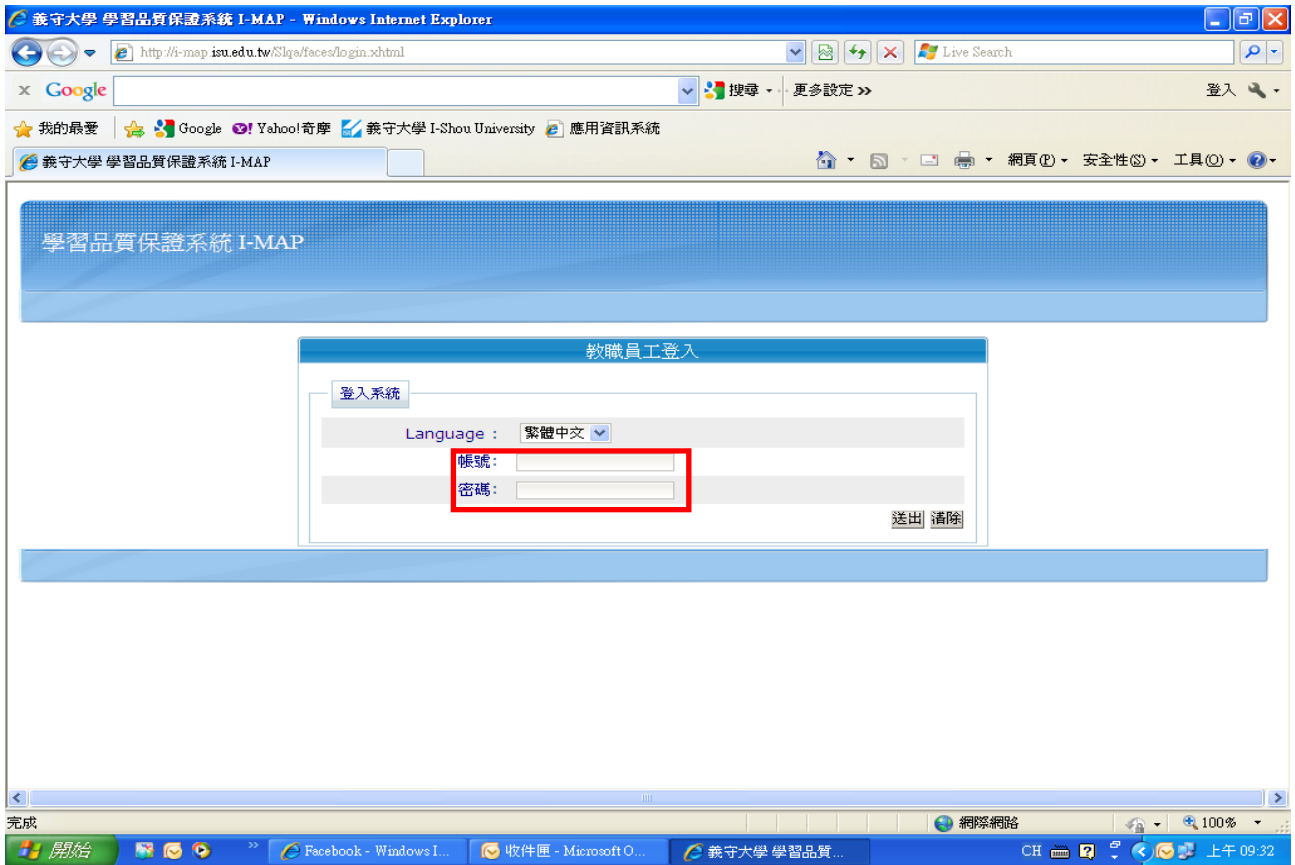 義守大學 學習品質保證系統 I-MAP - Windows Internet Explorer
http://i-map.isu.edu.tw/Slqa/faces/login.xhtml
Live Search
x Google 搜尋 更多設定 >> 登入
我的最愛 Google Yahoo!奇摩 義守大學 I-Shou University 應用資訊系統
義守大學 學習品質保證系統 I-MAP 網頁(P) 安全性(S) 工具(O)
學習品質保證系統 I-MAP
教職員工登入
登入系統
Language : 繁體中文
帳號:
密碼:
送出 清除
完成 網際網路 100%
開始 Facebook - Windows I... 收件匣 - Microsoft O... 義守大學 學習品質... CH 上午 09:32